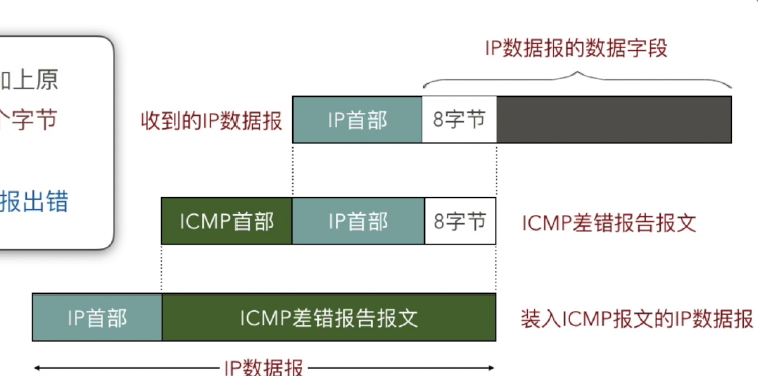 加上原
个字节
报出错
IP数据报的数据字段
收到的IP数据报
IP首部
8字节
ICMP首部
IP首部
8字节
ICMP差错报告报文
IP首部
ICMP差错报告报文
装入ICMP报文的IP数据报
IP数据报